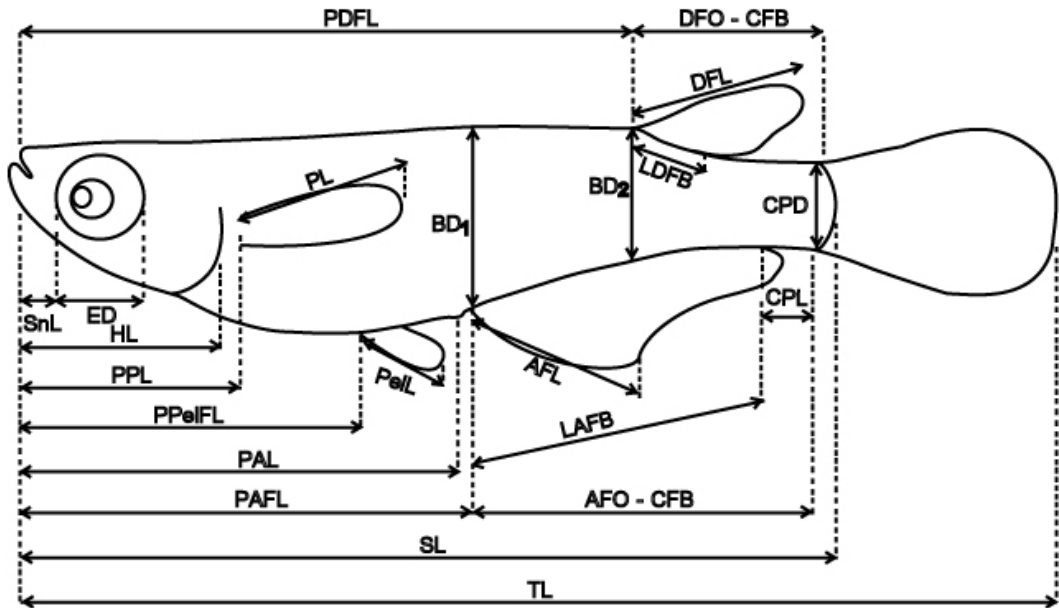 PDFL
DFO - CFB
DFL
LDFB
PL
BD1
BD2
CPD
SnL
ED
HL
CPL
PPL
PelL
AFL
PPelFL
LAFB
PAL
PAFL
AFO - CFB
SL
TL